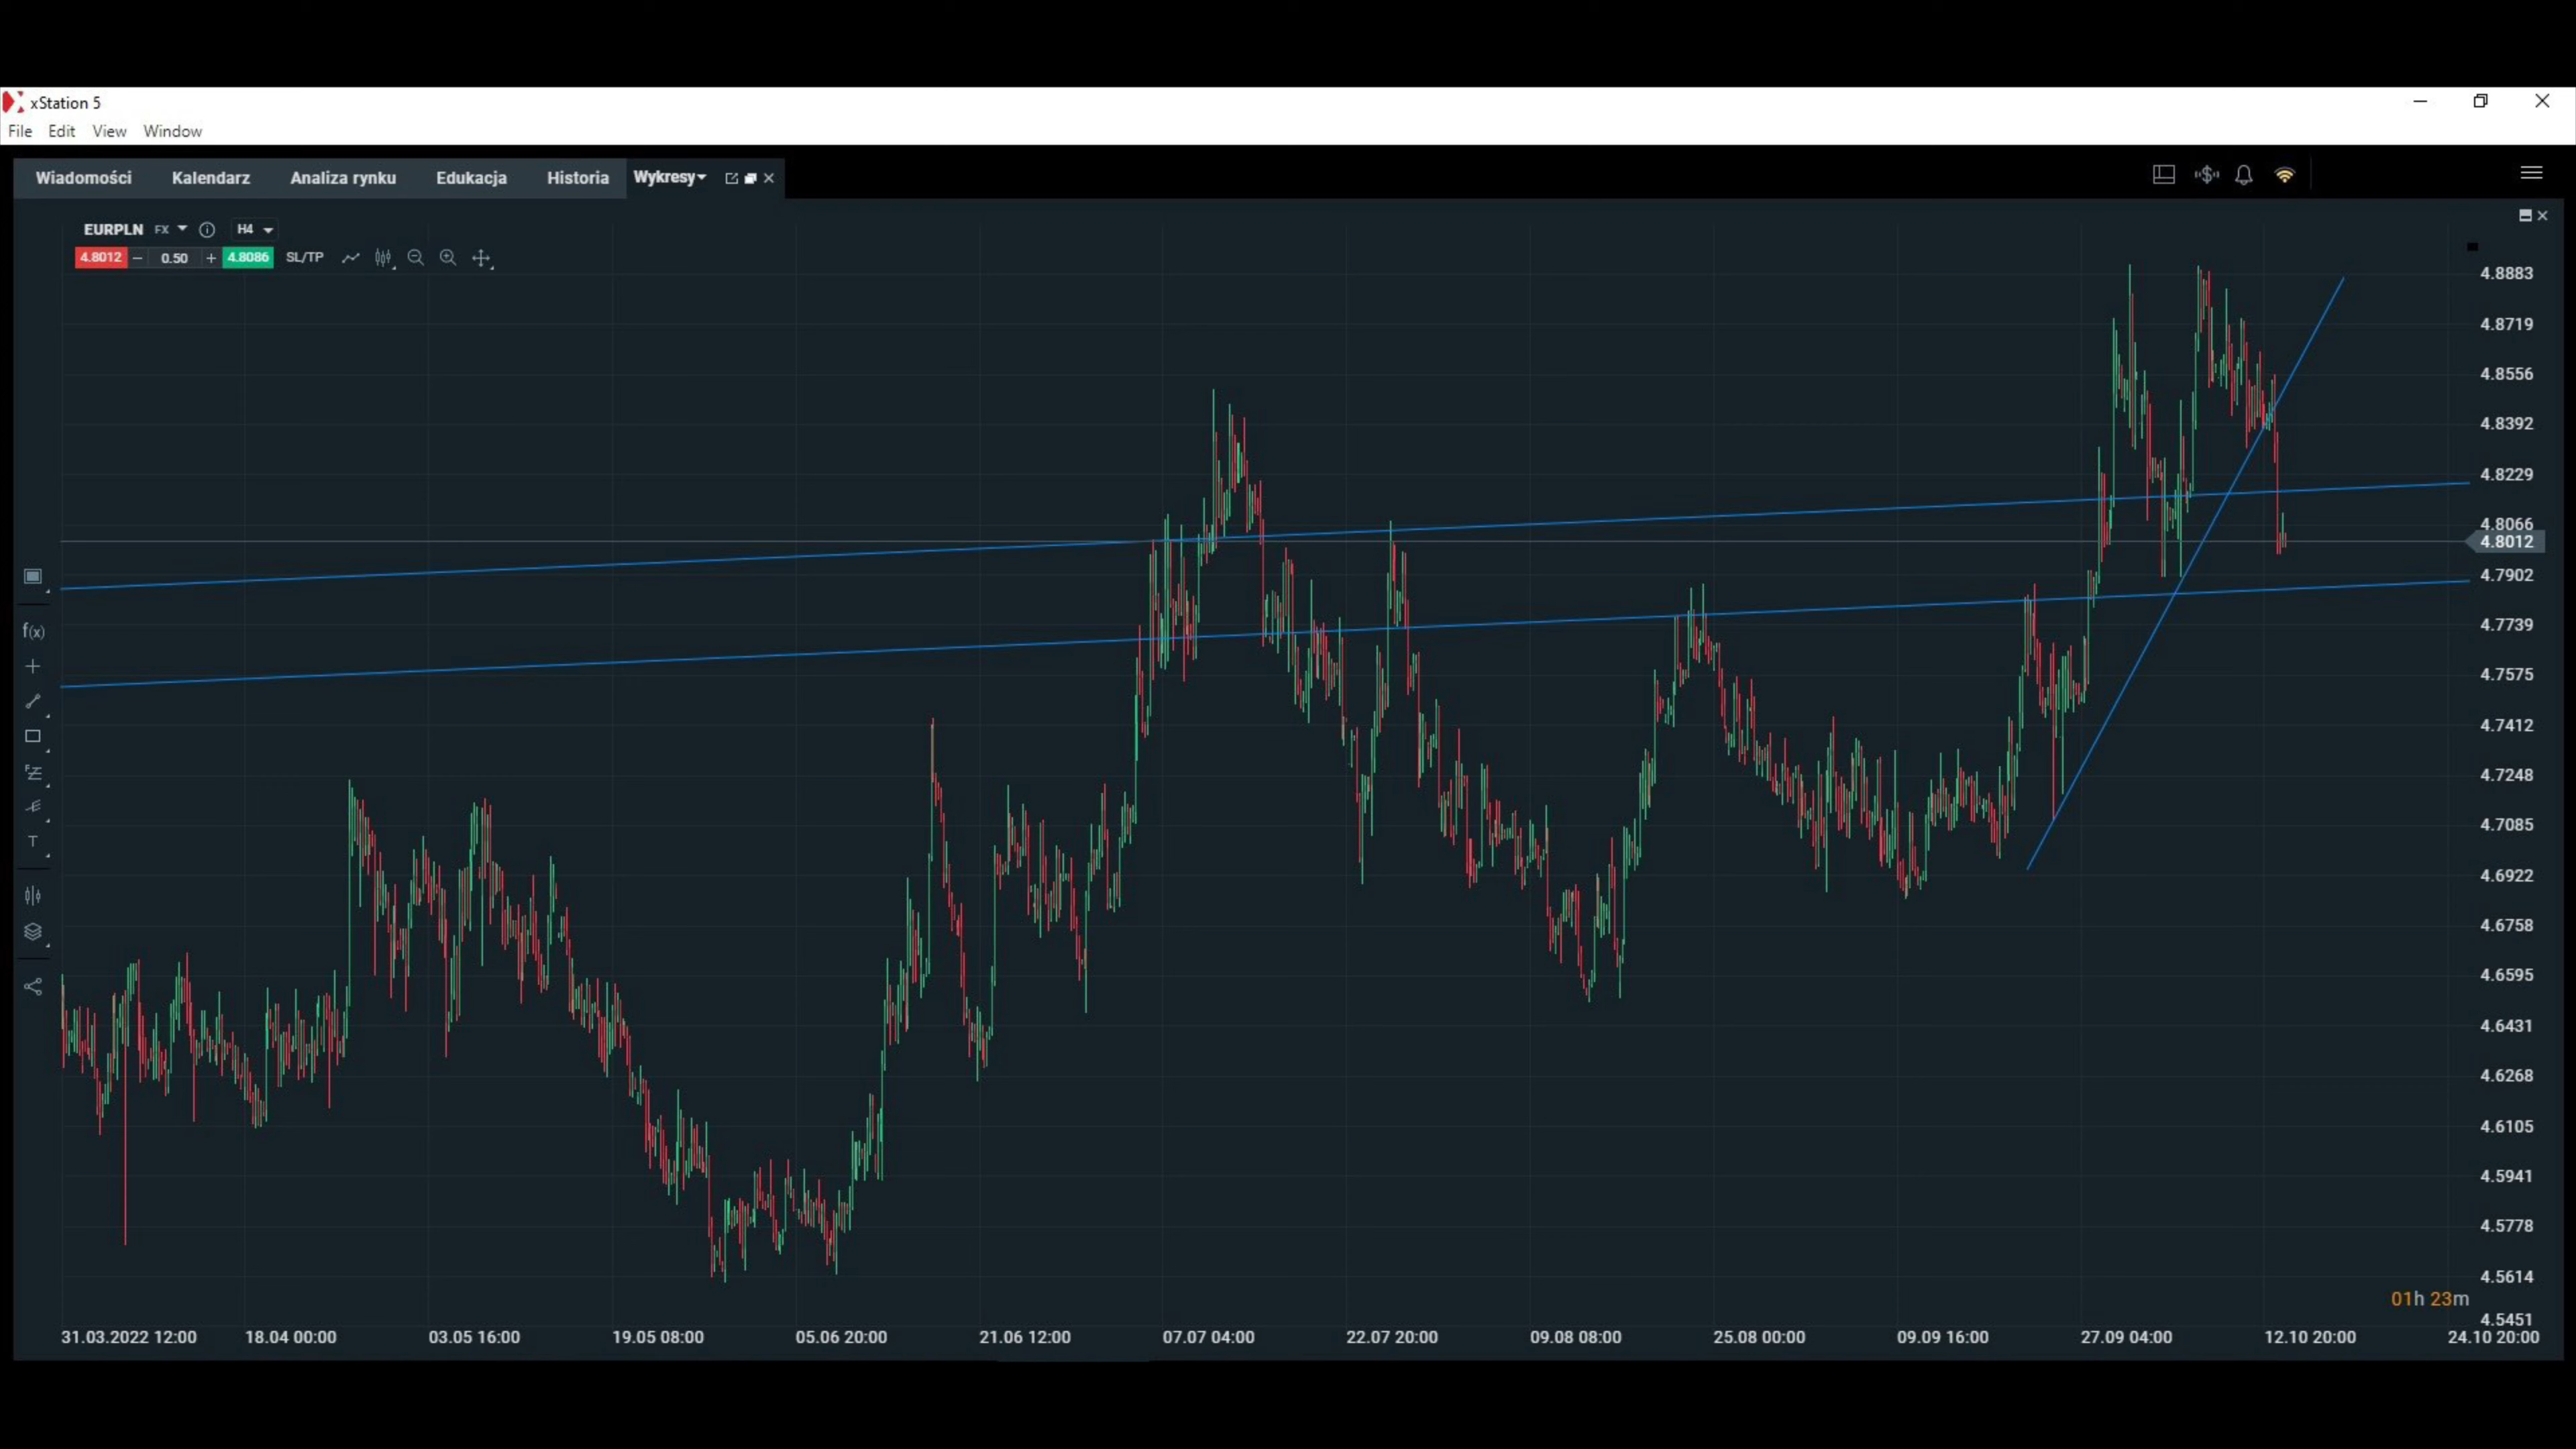 xStation 5
File Edit View Window
Wiadomości Kalendarz Analiza rynku Edukacja Historia Wykresy
EURPLN FX H4
4.8012 − 0.50 + 4.8086 SL/TP
4.8883
4.8719
4.8556
4.8392
4.8229
4.8066
4.8012
4.7902
4.7739
4.7575
4.7412
4.7248
4.7085
4.6922
4.6758
4.6595
4.6431
4.6268
4.6105
4.5941
4.5778
4.5614
4.5451
f(x)
T
01h 23m
31.03.2022 12:00 18.04 00:00 03.05 16:00 19.05 08:00 05.06 20:00 21.06 12:00 07.07 04:00 22.07 20:00 09.08 08:00 25.08 00:00 09.09 16:00 27.09 04:00 12.10 20:00 24.10 20:00